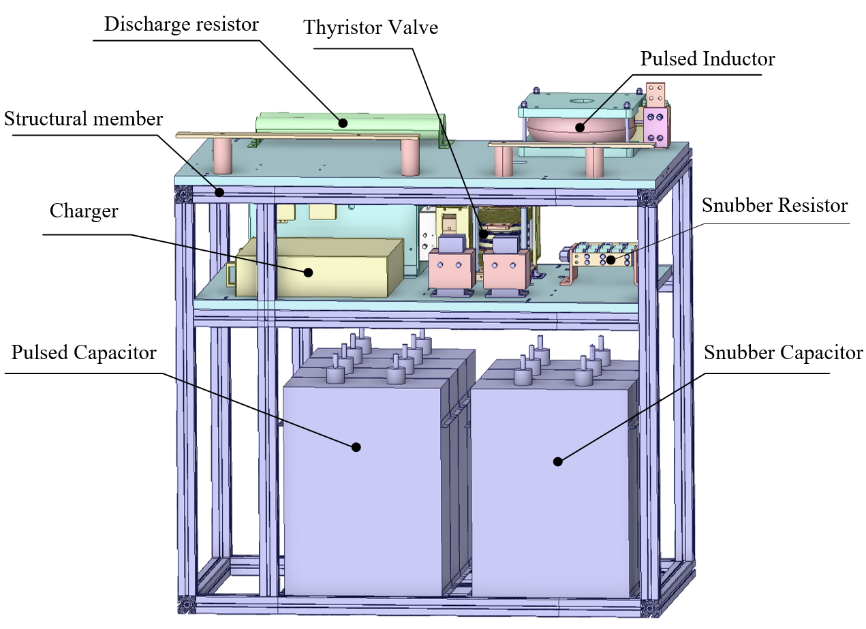 Discharge resistor
Thyristor Valve
Pulsed Inductor
Structural member
Charger
Snubber Resistor
Pulsed Capacitor
Snubber Capacitor